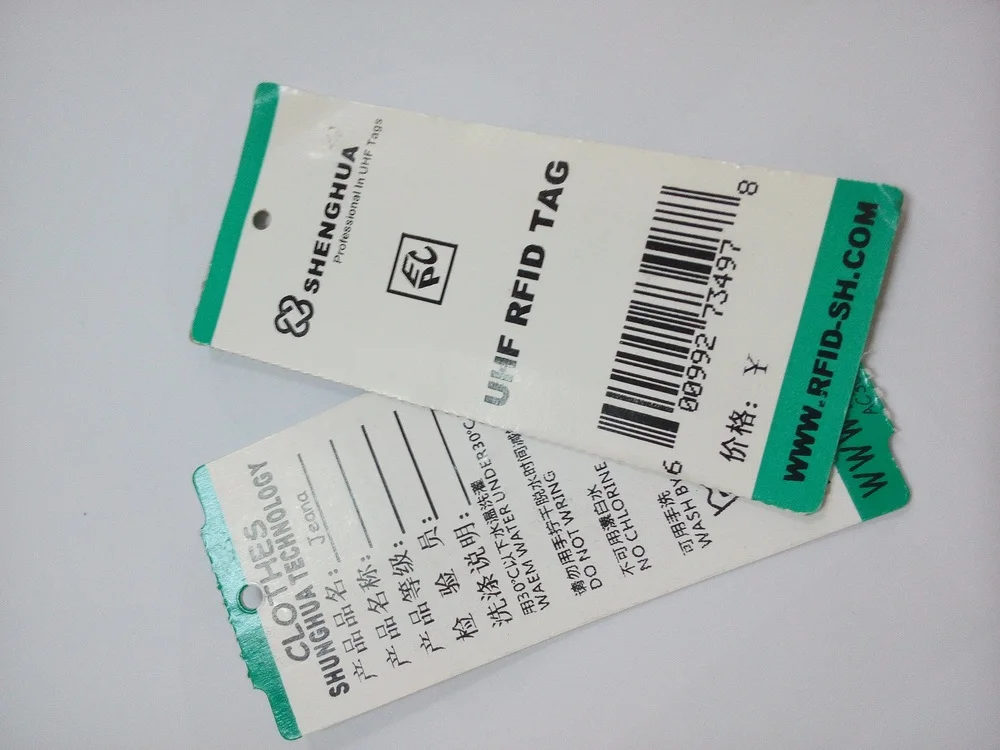 SHENGHUA
Professional In UHF Tags
EPC
UHF RFID TAG
6 00992 73497 8
价格: ¥
WWW.RFID-SH.COM
CLOTHES
SHUNGHUA TECHNOLOGY
产品品名: Jeana
产品名称:
产品等级:
检 验 员:
洗涤说明:
用30℃以下水温洗濯
WAEM WATER UNDER30℃
请勿用手拧干脱水时间
DO NOT WRING
不可用漂白水
NO CHLORINE
可用手洗
WASH BY
WWW